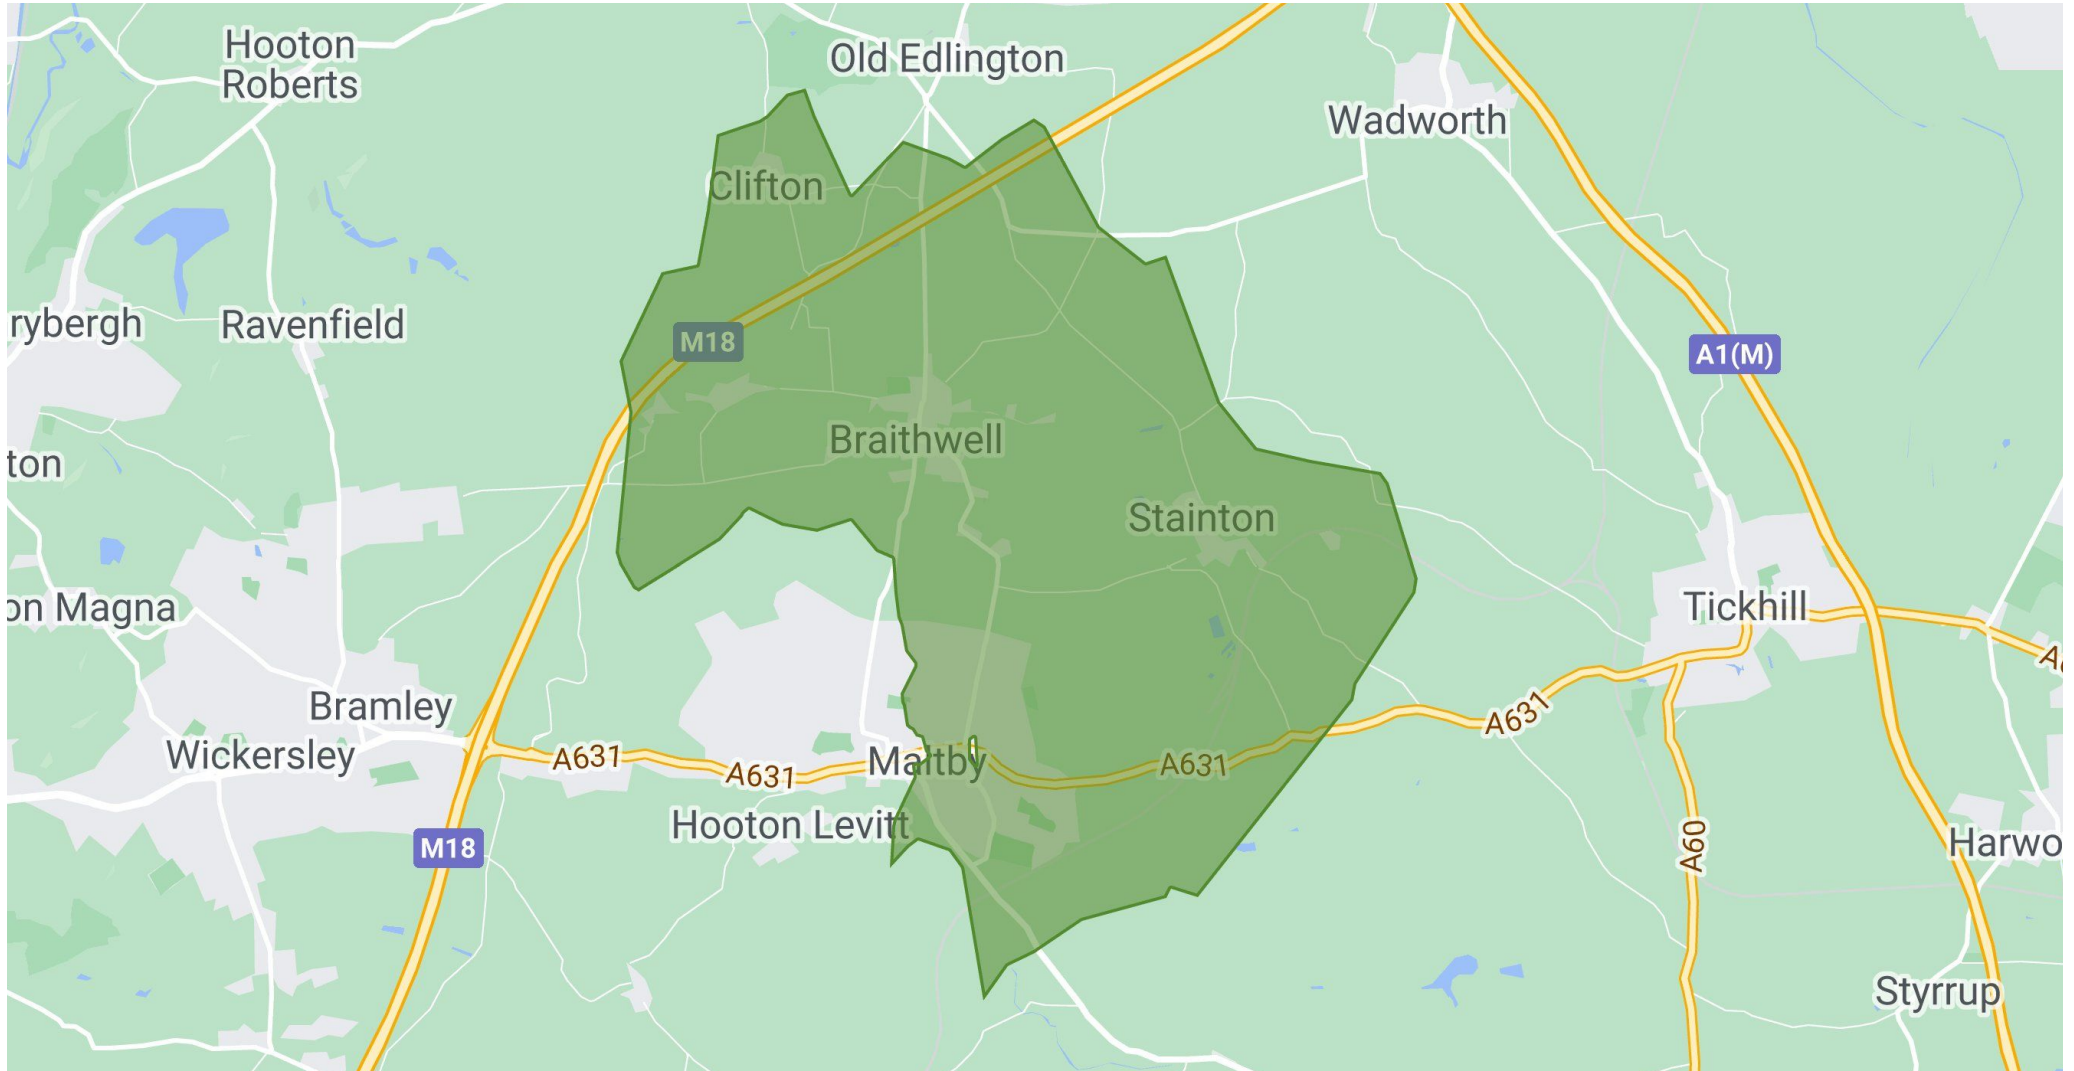 Hooton
Roberts
Old Edlington
Wadworth
Clifton
rybergh
Ravenfield
M18
A1(M)
Braithwell
ton
Stainton
on Magna
Tickhill
Bramley
Wickersley
A631
A631
Maltby
A631
A631
Hooton Levitt
M18
A60
Harwo
Styrrup